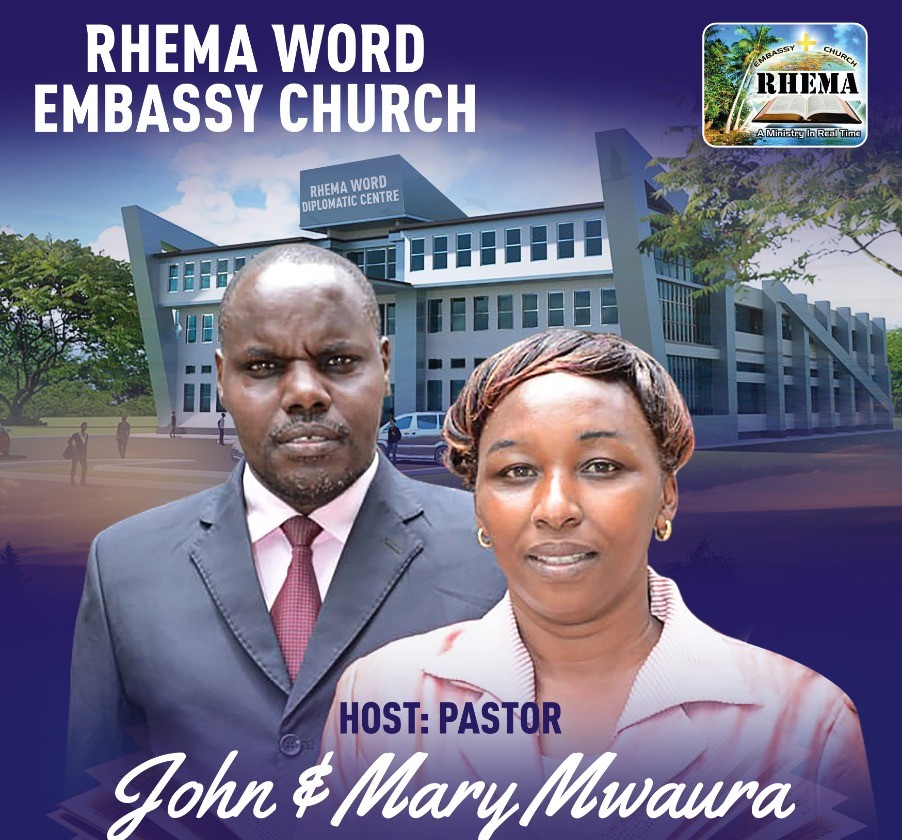 RHEMA WORD
EMBASSY CHURCH
EMBASSY CHURCH
RHEMA
A Ministry In Real Time
RHEMA WORD
DIPLOMATIC CENTRE
HOST: PASTOR
John & Mary Mwaura